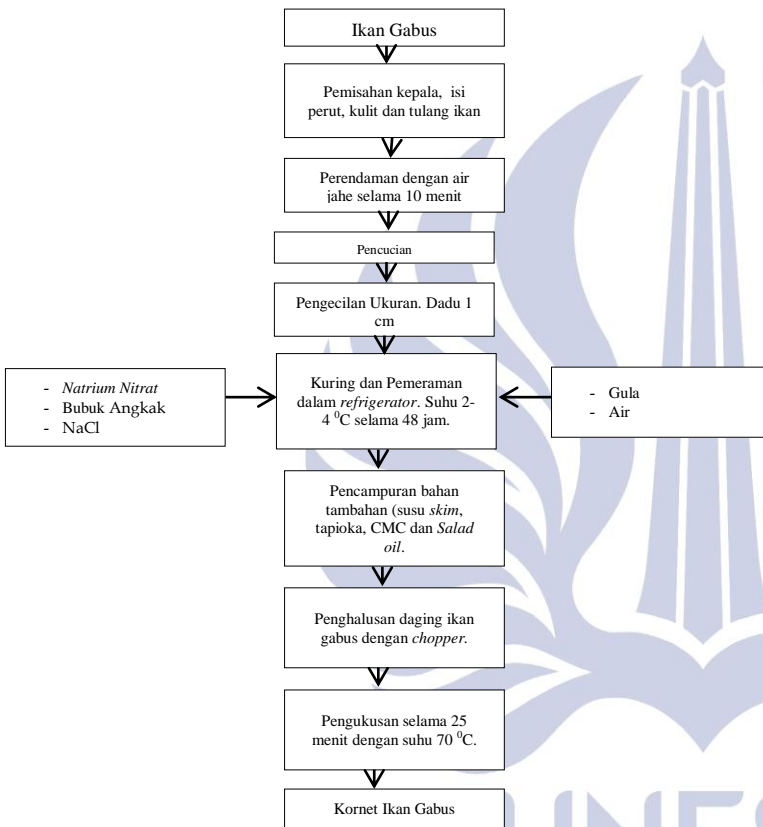 Ikan Gabus
Pemisahan kepala, isi
perut, kulit dan tulang ikan
Perendaman dengan air
jahe selama 10 menit
Pencucian
Pengecilan Ukuran. Dadu 1
cm
- Natrium Nitrat
- Bubuk Angkak
- NaCl
Kuring dan Pemeraman
dalam refrigerator. Suhu 2-
4 ⁰C selama 48 jam.
- Gula
- Air
Pencampuran bahan
tambahan (susu skim,
tapioka, CMC dan Salad
oil.
Penghalusan daging ikan
gabus dengan chopper.
Pengukusan selama 25
menit dengan suhu 70 ⁰C.
Kornet Ikan Gabus